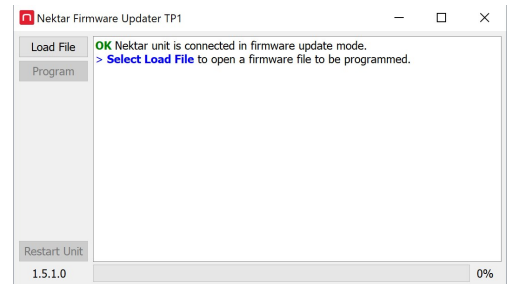 Nektar Firmware Updater TP1
Load File
Program
OK Nektar unit is connected in firmware update mode.
> Select Load File to open a firmware file to be programmed.
Restart Unit
1.5.1.0
0%